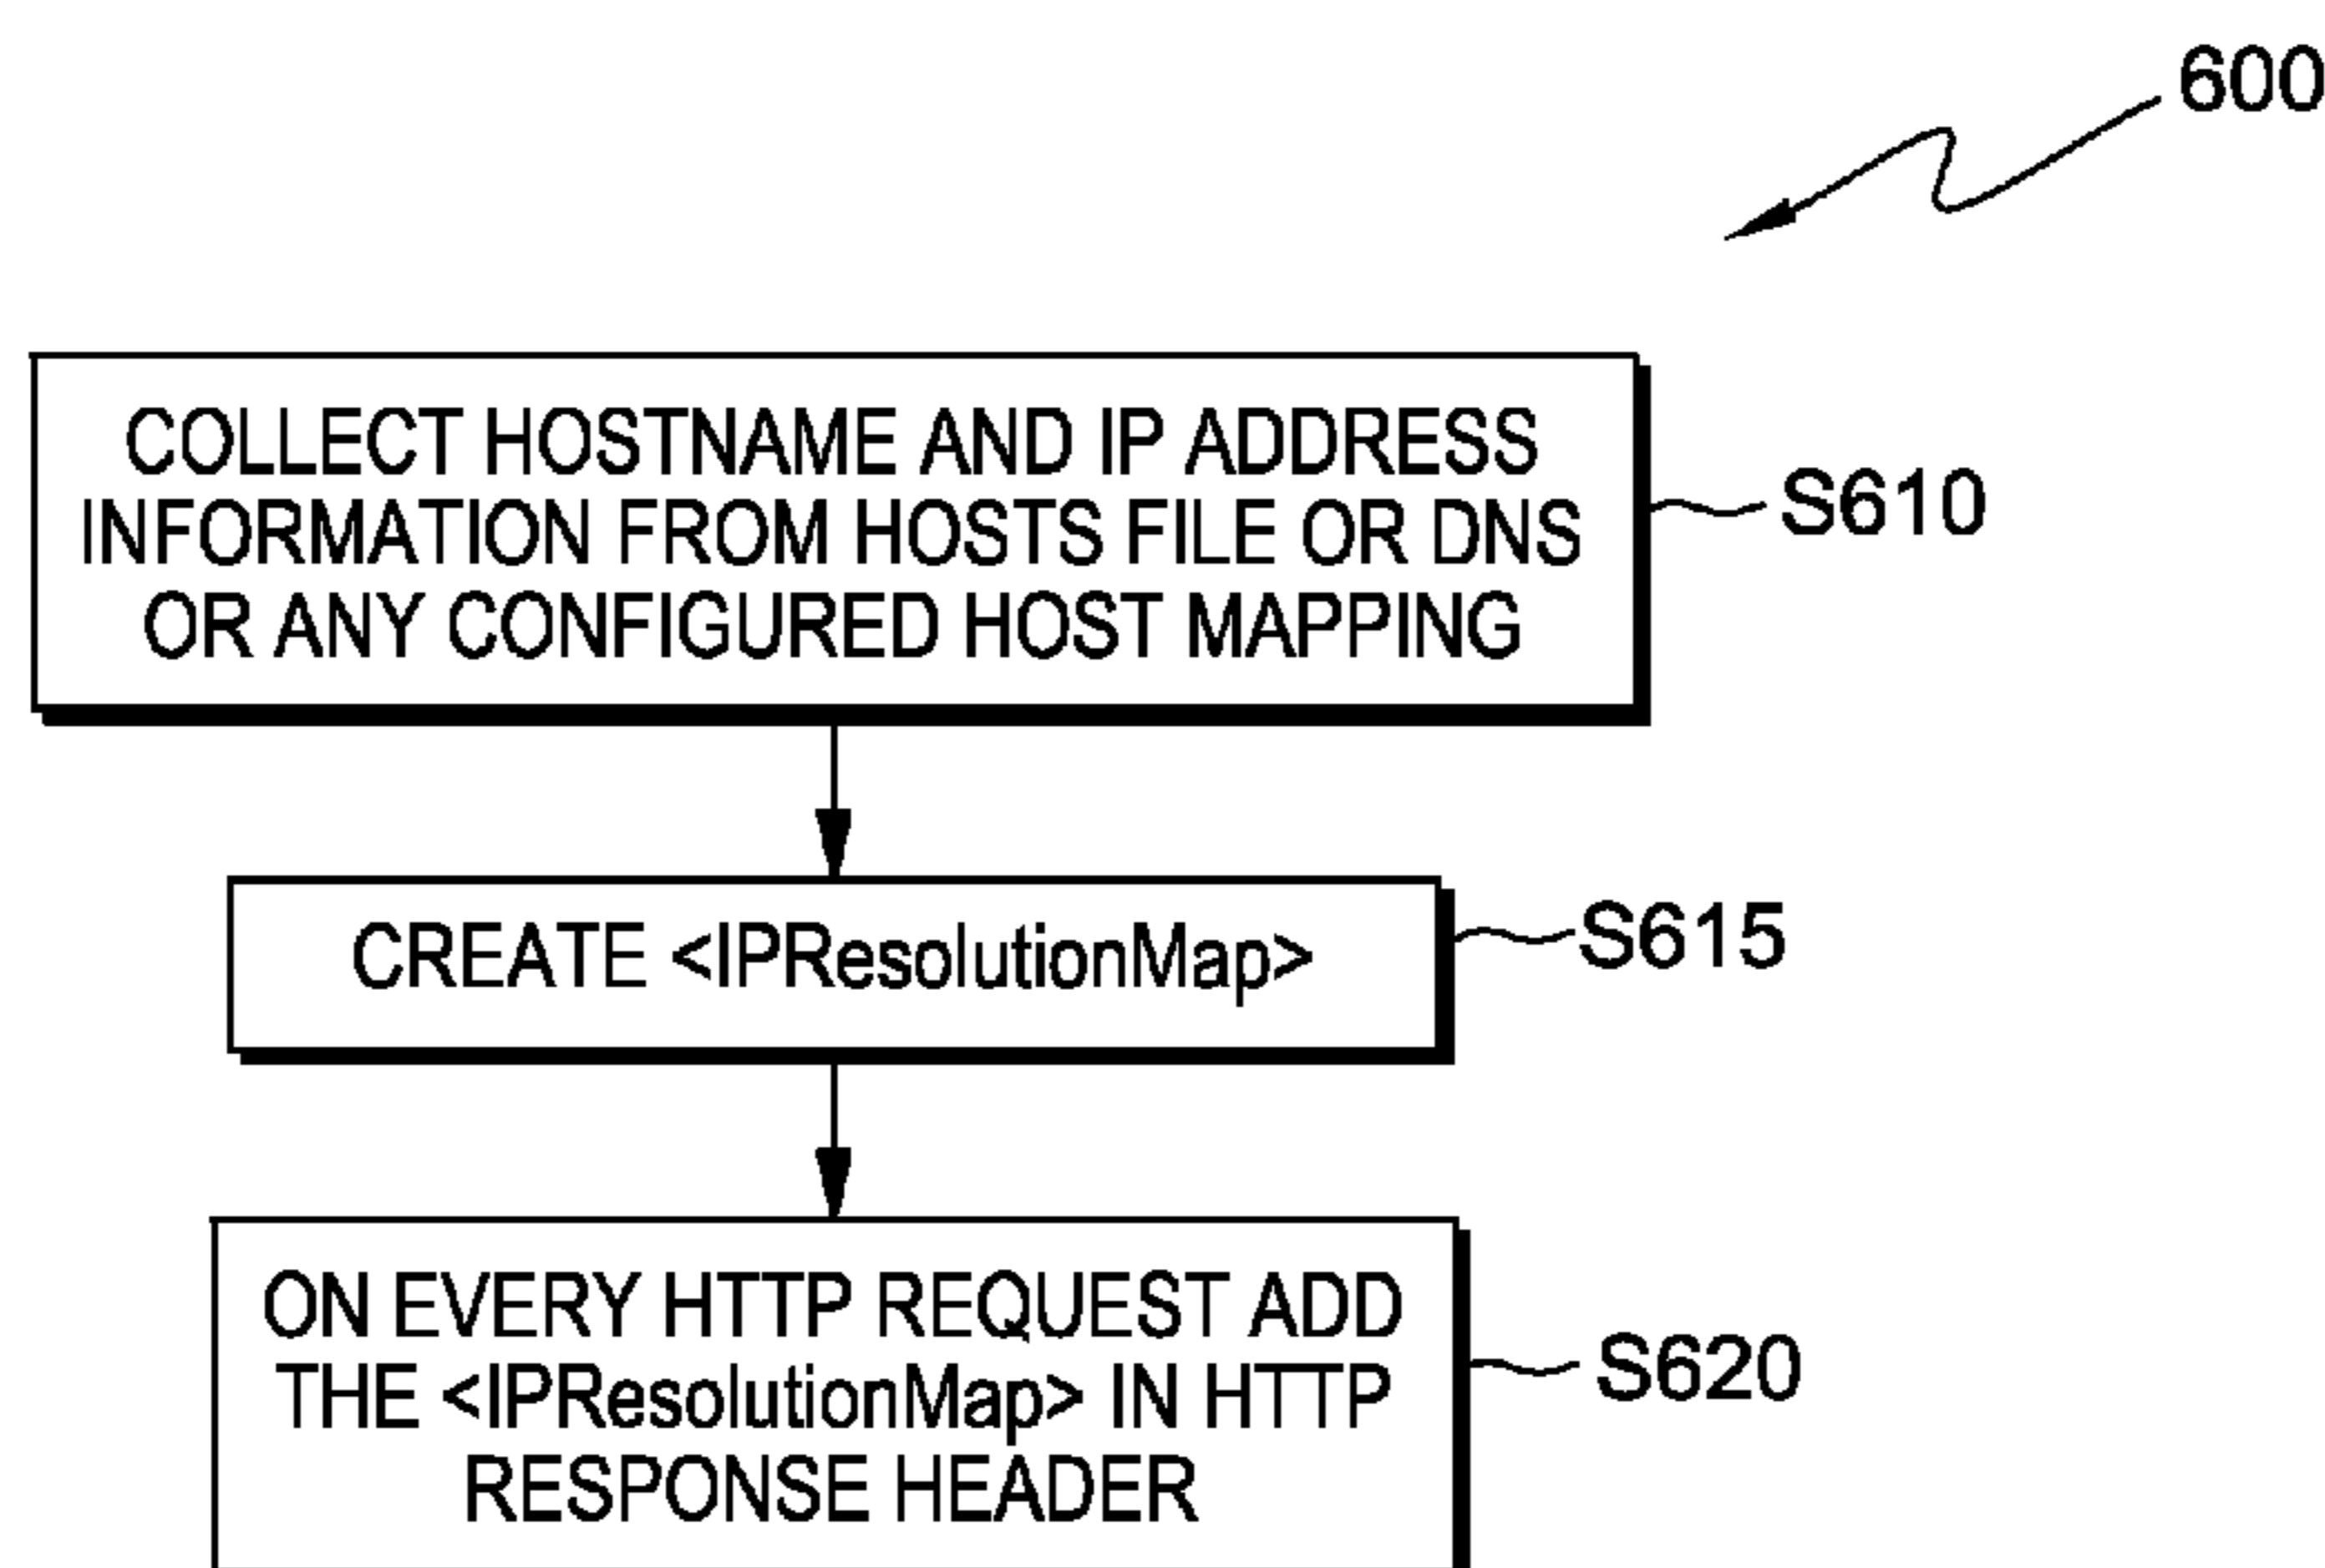 600
COLLECT HOSTNAME AND IP ADDRESS
INFORMATION FROM HOSTS FILE OR DNS
OR ANY CONFIGURED HOST MAPPING
S610
CREATE <IPResolutionMap>
S615
ON EVERY HTTP REQUEST ADD
THE <IPResolutionMap> IN HTTP
RESPONSE HEADER
S620